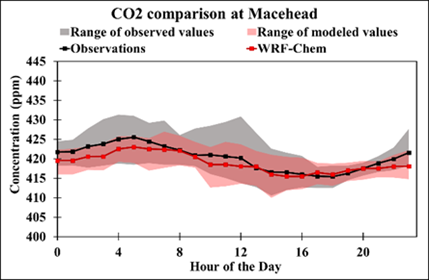 CO2 comparison at Macehead
Range of observed values
Range of modeled values
Observations
WRF-Chem
Concentration (ppm)
445
440
435
430
425
420
415
410
405
400
0
4
8
12
16
20
Hour of the Day